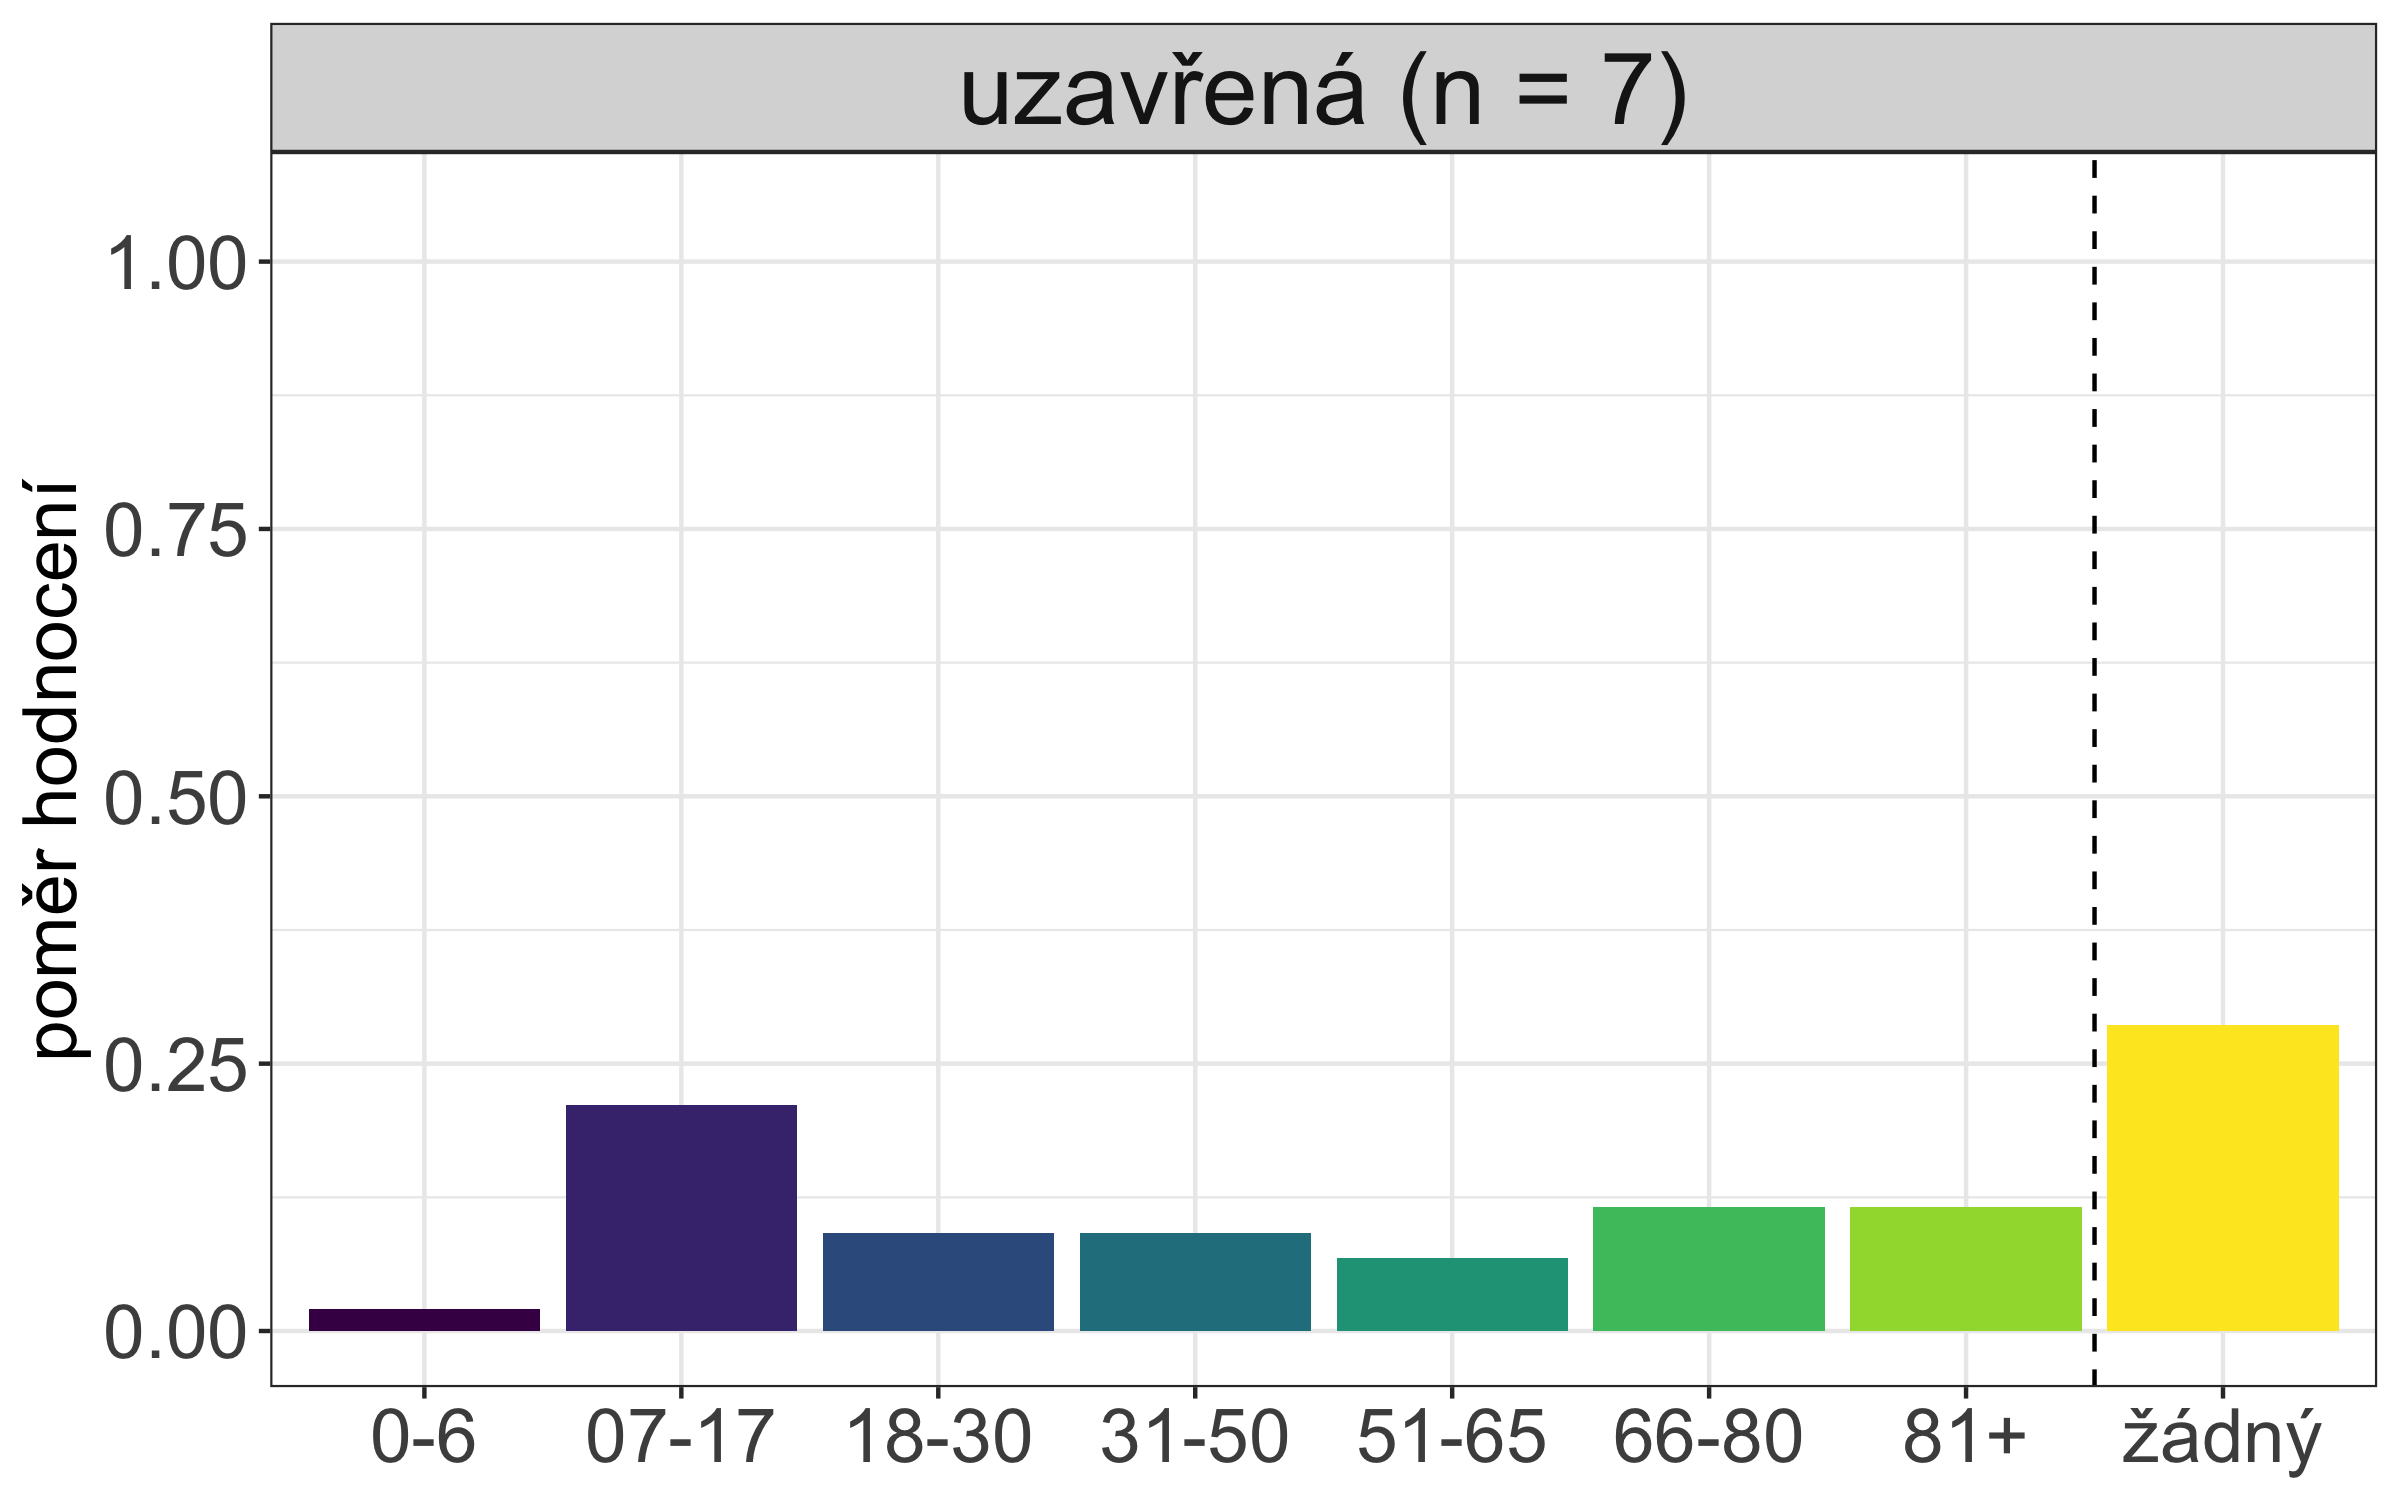 uzavřená (n = 7)
poměr hodnocení
1.00
0.75
0.50
0.25
0.00
0-6 07-17 18-30 31-50 51-65 66-80 81+ žádný